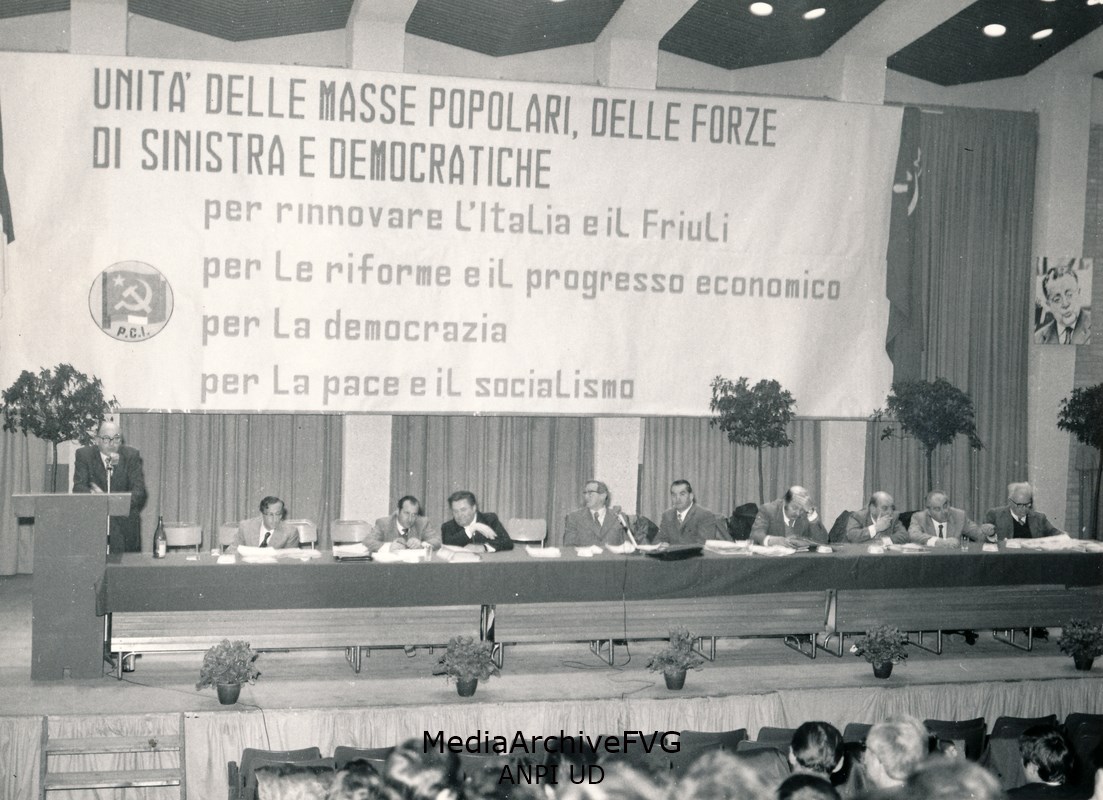 UNITA' DELLE MASSE POPOLARI, DELLE FORZE
DI SINISTRA E DEMOCRATICHE
per rinnovare l'Italia e il Friuli
per le riforme e il progresso economico
per la democrazia
per la pace e il socialismo
P.C.I.
MediaArchiveFVG
ANPI UD